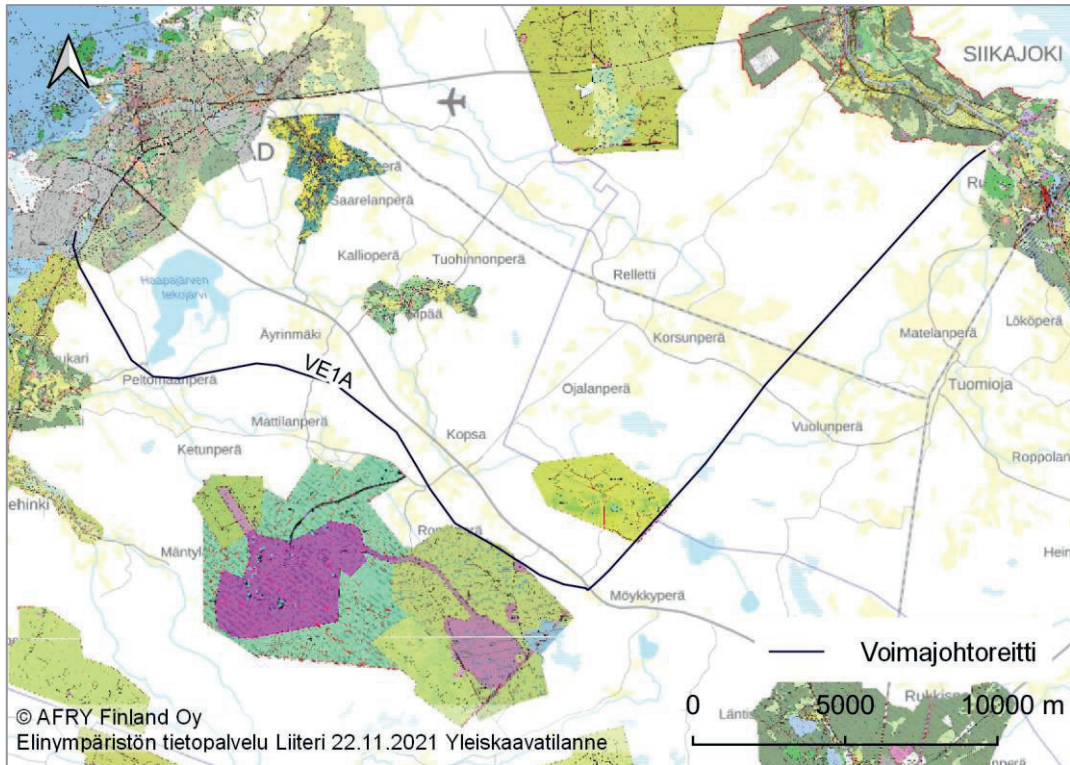 SIIKAJOKI
AD
Saarelanperä
Kallioperä
Tuohinnonperä
Relletti
Haapajärven
tekojärvi
Äyrinmäki
Korsunperä
Matelanperä
Lököperä
Peltomaanperä
VE1A
Ojalanperä
Tuomioja
Mattilanperä
Kopsa
Vuolunperä
Ketunperä
Roppolan
Möykkyperä
Voimajohtoreitti
0 5000 10000 m
© AFRY Finland Oy
Elinympäristön tietopalvelu Liiteri 22.11.2021 Yleiskaavatilanne